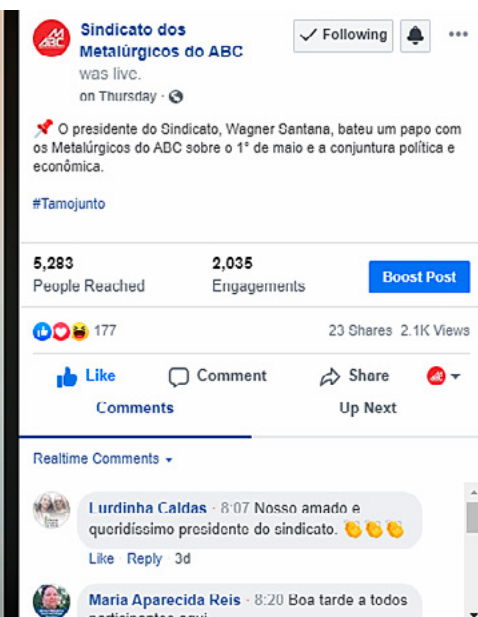 Sindicato dos
Metalúrgicos do ABC
was live.
on Thursday ·
Following
O presidente do Sindicato, Wagner Santana, bateu um papo com
os Metalúrgicos do ABC sobre o 1° de maio e a conjuntura política e
econômica.
#Tamojunto
5,283
People Reached
2,035
Engagements
Boost Post
177
23 Shares 2.1K Views
Like
Comment
Share
Comments
Up Next
Realtime Comments
Lurdinha Caldas · 8:07 Nosso amado e
queridíssimo presidente do sindicato. 👏👏👏
Like Reply 3d
Maria Aparecida Reis · 8:20 Boa tarde a todos
participantes aqui